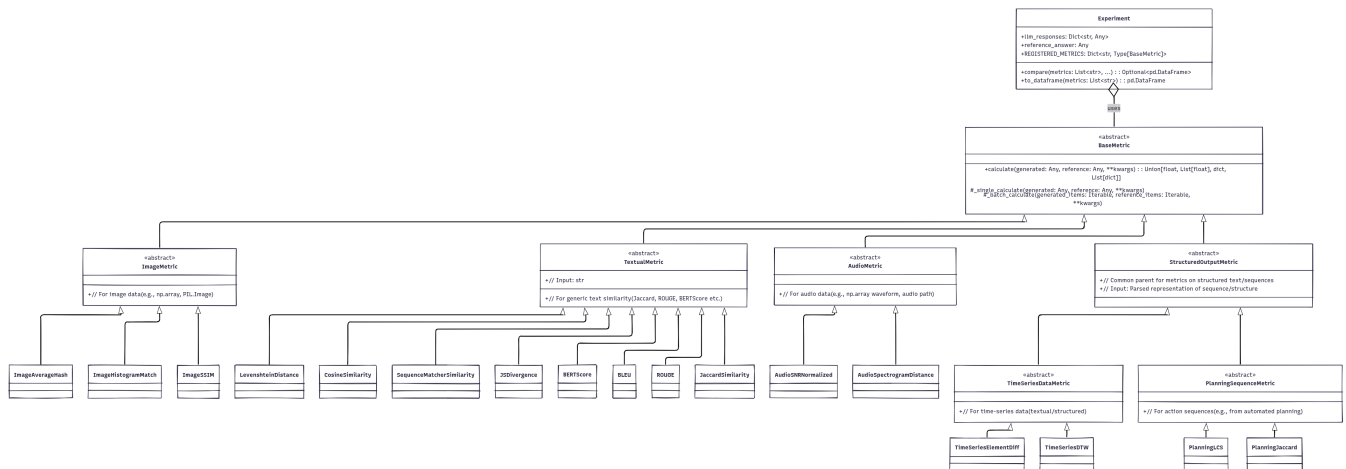 Experiment
+llm_responses: Dict<str, Any>
+reference_answer: Any
+REGISTERED_METRICS: Dict<str, Type[BaseMetric]>
+compare(metrics: List<str>, ...) : : Optional<pd.DataFrame>
+to_dataframe(metrics: List<str>) : : pd.DataFrame
uses
«abstract»
BaseMetric
+calculate(generated: Any, reference: Any, **kwargs) : : Union[float, List[float], dict,
List[dict]]
#_single_calculate(generated: Any, reference: Any, **kwargs)
#_batch_calculate(generated_items: Iterable, reference_items: Iterable,
**kwargs)
«abstract»
ImageMetric
+// For image data(e.g., np.array, PIL.Image)
«abstract»
TextualMetric
+// Input: str
+// For generic text similarity(Jaccard, ROUGE, BERTScore etc.)
«abstract»
AudioMetric
+// For audio data(e.g., np.array waveform, audio path)
«abstract»
StructuredOutputMetric
+// Common parent for metrics on structured text/sequences
+// Input: Parsed representation of sequence/structure
ImageAverageHash
ImageHistogramMatch
ImageSSIM
LevenshteinDistance
CosineSimilarity
SequenceMatcherSimilarity
JSDivergence
BERTScore
BLEU
ROUGE
JaccardSimilarity
AudioSNRNormalized
AudioSpectrogramDistance
«abstract»
TimeSeriesDataMetric
+// For time-series data(textual/structured)
«abstract»
PlanningSequenceMetric
+// For action sequences(e.g., from automated planning)
TimeSeriesElementDiff
TimeSeriesDTW
PlanningLCS
PlanningJaccard